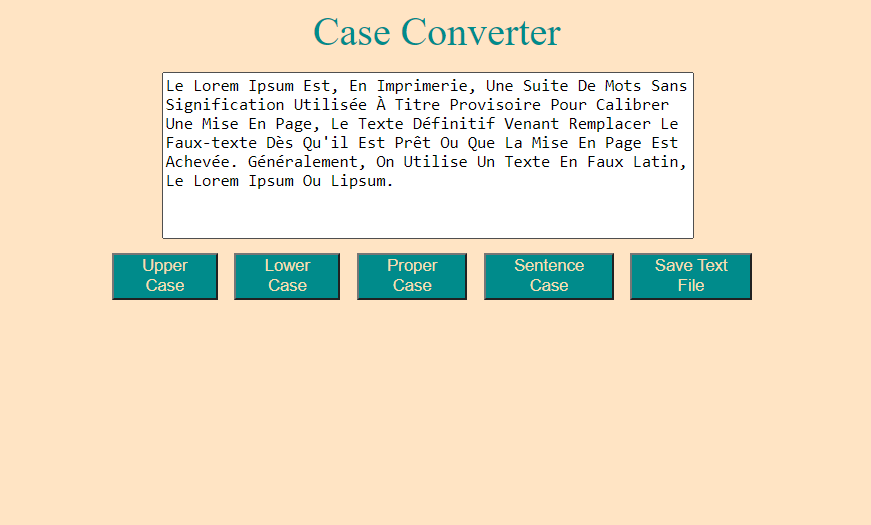 Case Converter
Le Lorem Ipsum Est, En Imprimerie, Une Suite De Mots Sans
Signification Utilisée À Titre Provisoire Pour Calibrer
Une Mise En Page, Le Texte Définitif Venant Remplacer Le
Faux-texte Dès Qu'il Est Prêt Ou Que La Mise En Page Est
Achevée. Généralement, On Utilise Un Texte En Faux Latin,
Le Lorem Ipsum Ou Lipsum.
Upper
Case
Lower
Case
Proper
Case
Sentence
Case
Save Text
File